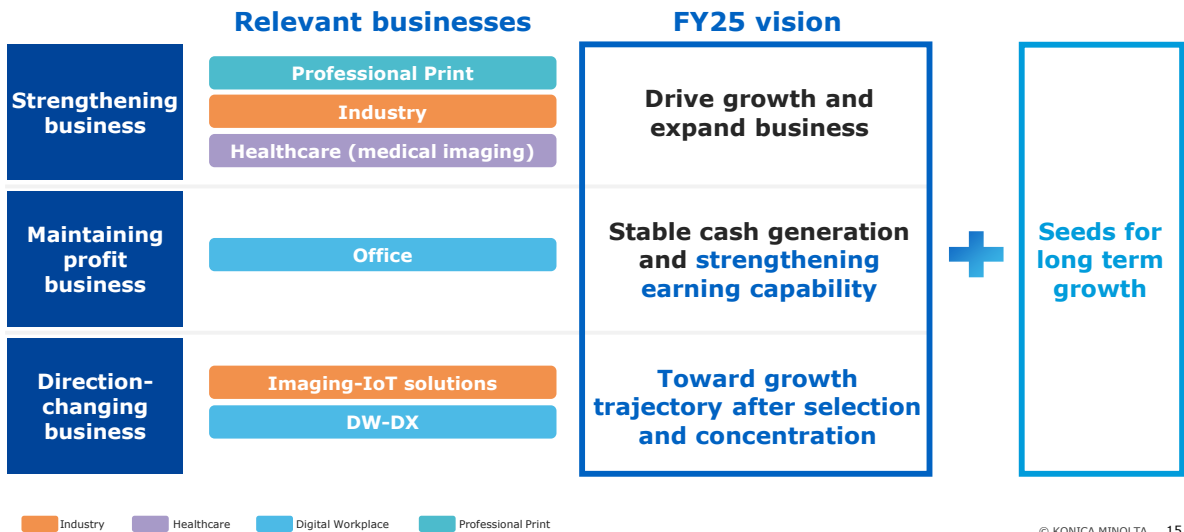 Relevant businesses
FY25 vision
Strengthening
business
Professional Print
Industry
Healthcare (medical imaging)
Drive growth and
expand business
Maintaining
profit
business
Office
Stable cash generation
and strengthening
earning capability
Direction-
changing
business
Imaging-IoT solutions
DW-DX
Toward growth
trajectory after selection
and concentration
Seeds for
long term
growth
Industry
Healthcare
Digital Workplace
Professional Print
© KONICA MINOLTA 15